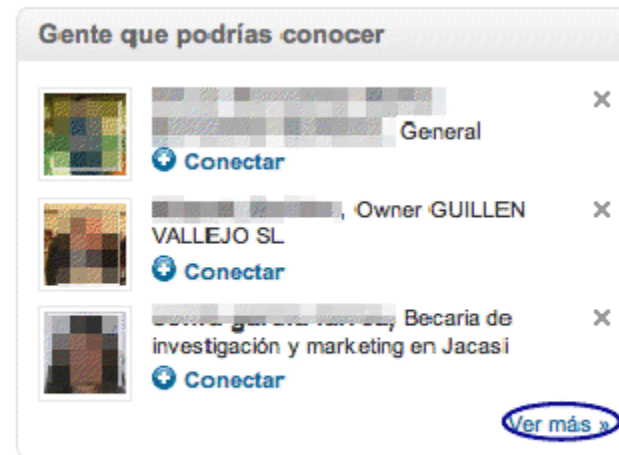 Gente que podrías conocer
General
Conectar
, Owner GUILLEN
VALLEJO SL
Conectar
, Becaria de
investigación y marketing en Jacasi
Conectar
Ver más »